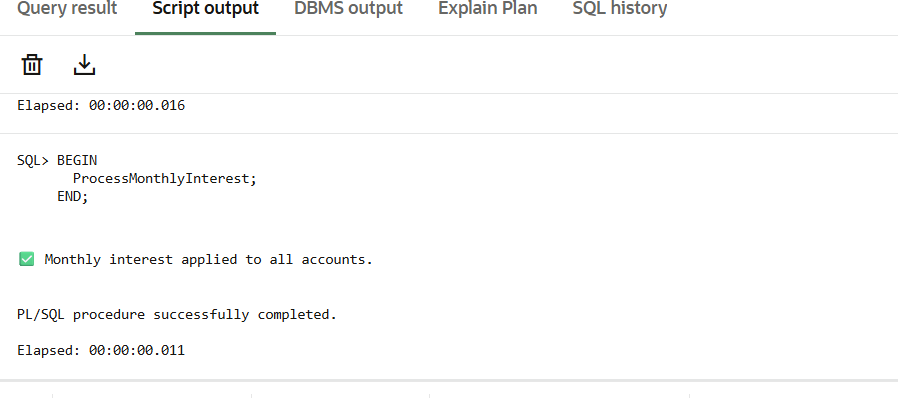 Query result Script output DBMS output Explain Plan SQL history
Elapsed: 00:00:00.016
SQL> BEGIN
ProcessMonthlyInterest;
END;
✅ Monthly interest applied to all accounts.
PL/SQL procedure successfully completed.
Elapsed: 00:00:00.011